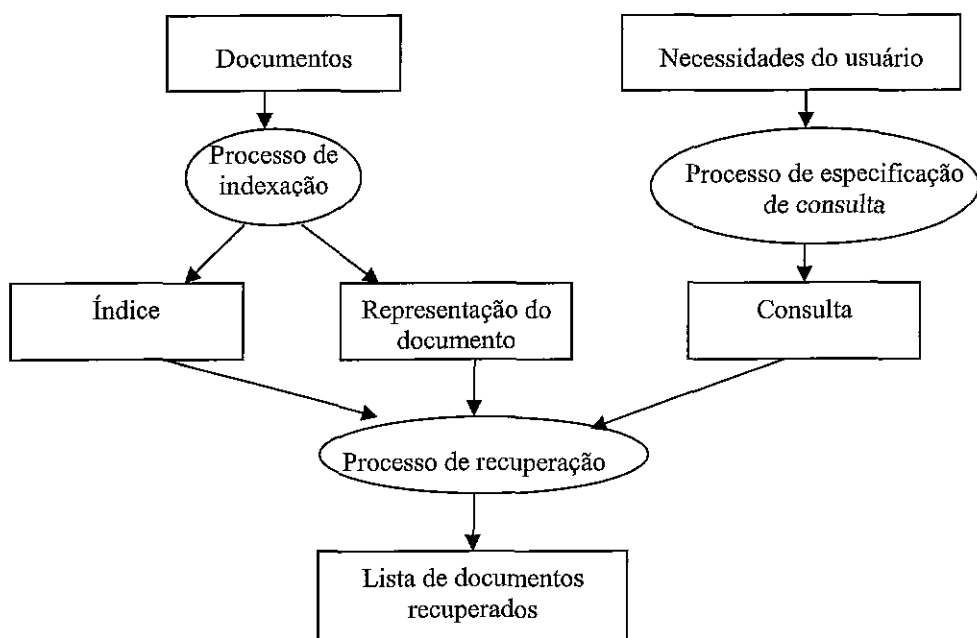 Documentos
Necessidades do usuário
Processo de
indexação
Processo de especificação
de consulta
Índice
Representação do
documento
Consulta
Processo de recuperação
Lista de documentos
recuperados